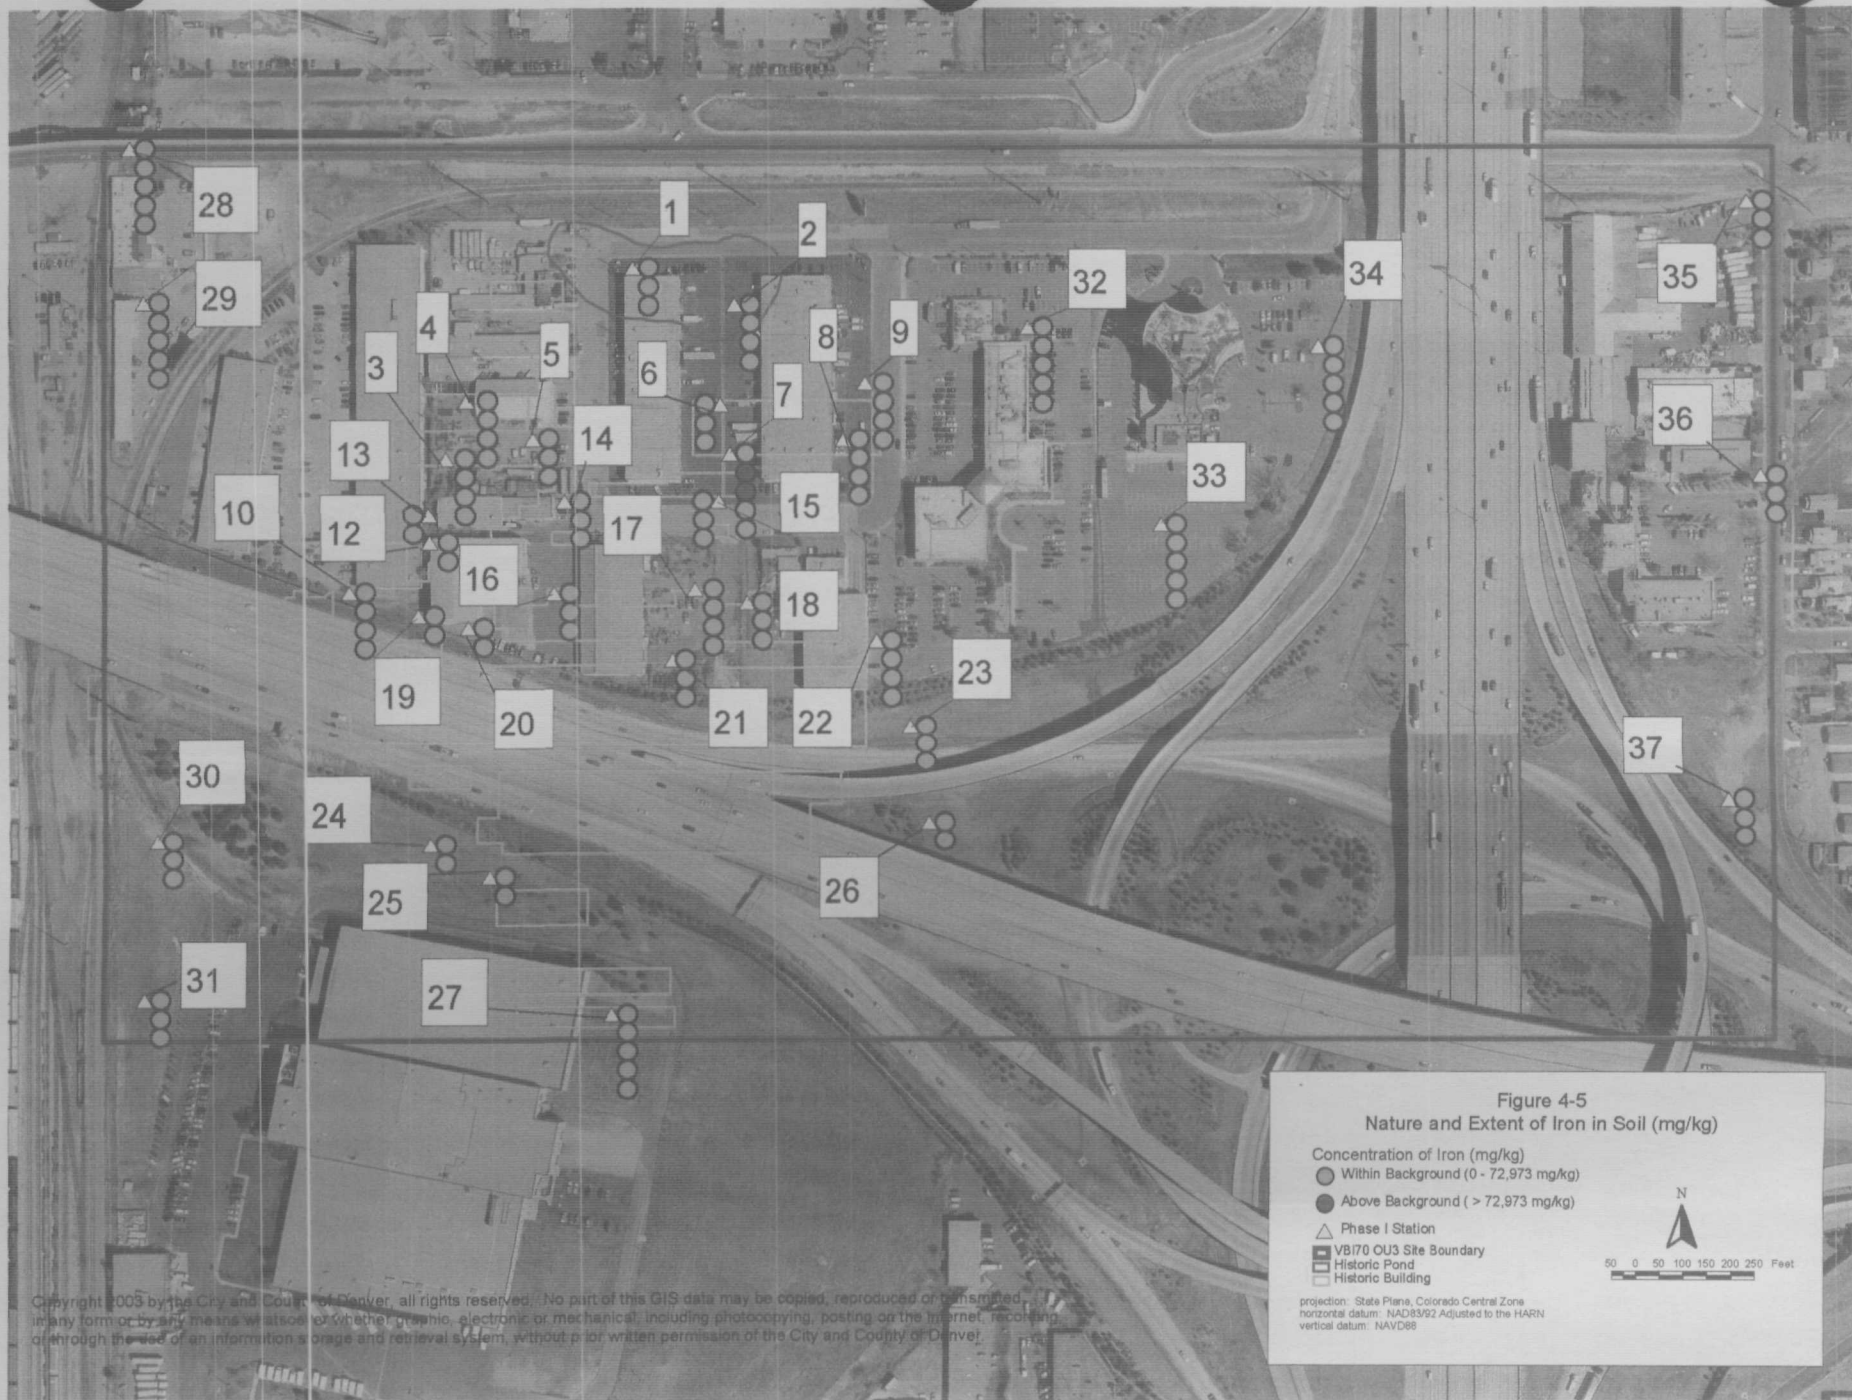 1
2
28
34
35
32
29
4
9
8
5
3
6
7
36
14
13
33
15
10
17
12
16
18
23
19
20
21
22
37
30
24
26
25
31
27
Figure 4-5
Nature and Extent of Iron in Soil (mg/kg)
Concentration of Iron (mg/kg)
Within Background (0 - 72,973 mg/kg)
Above Background ( > 72,973 mg/kg)
Phase I Station
VBI70 OU3 Site Boundary
Historic Pond
Historic Building
N
50 0 50 100 150 200 250 Feet
projection: State Plane, Colorado Central Zone
horizontal datum: NAD83/92 Adjusted to the HARN
vertical datum: NAVD88
Copyright 2003 by the City and County of Denver, all rights reserved. No part of this GIS data may be copied, reproduced or transmitted,
in any form or by any means whatsoever whether graphic, electronic or mechanical, including photocopying, posting on the internet, recording,
or through the use of an information storage and retrieval system, without prior written permission of the City and County of Denver.